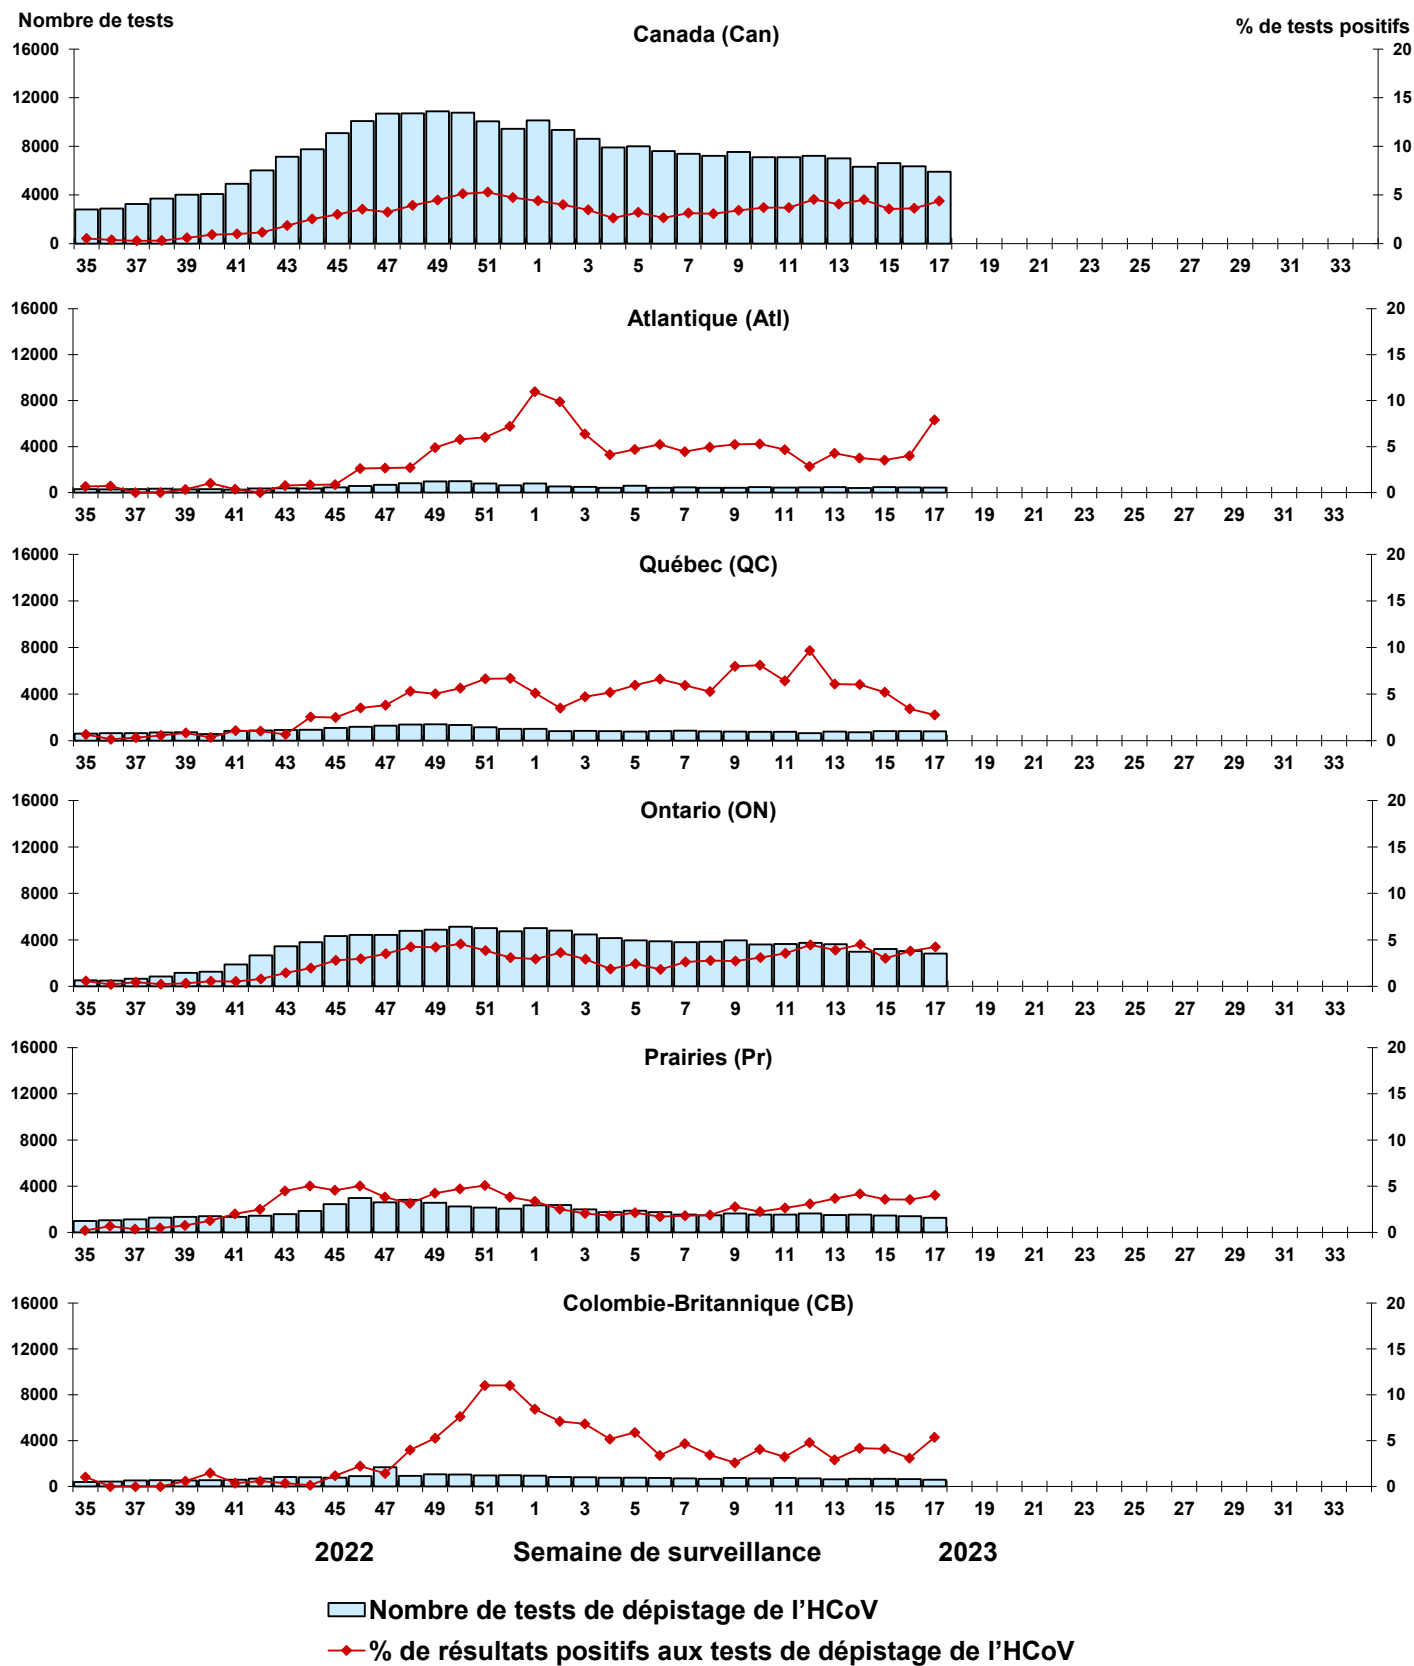 Nombre de tests
Canada (Can)
% de tests positifs
16000 12000 8000 4000 0
20 15 10 5 0
35 37 39 41 43 45 47 49 51 1 3 5 7 9 11 13 15 17 19 21 23 25 27 29 31 33
Atlantique (Atl)
16000 12000 8000 4000 0
20 15 10 5 0
35 37 39 41 43 45 47 49 51 1 3 5 7 9 11 13 15 17 19 21 23 25 27 29 31 33
Québec (QC)
16000 12000 8000 4000 0
20 15 10 5 0
35 37 39 41 43 45 47 49 51 1 3 5 7 9 11 13 15 17 19 21 23 25 27 29 31 33
Ontario (ON)
16000 12000 8000 4000 0
20 15 10 5 0
35 37 39 41 43 45 47 49 51 1 3 5 7 9 11 13 15 17 19 21 23 25 27 29 31 33
Prairies (Pr)
16000 12000 8000 4000 0
20 15 10 5 0
35 37 39 41 43 45 47 49 51 1 3 5 7 9 11 13 15 17 19 21 23 25 27 29 31 33
Colombie-Britannique (CB)
16000 12000 8000 4000 0
20 15 10 5 0
35 37 39 41 43 45 47 49 51 1 3 5 7 9 11 13 15 17 19 21 23 25 27 29 31 33
2022 Semaine de surveillance 2023
Nombre de tests de dépistage de l’HCoV
% de résultats positifs aux tests de dépistage de l’HCoV